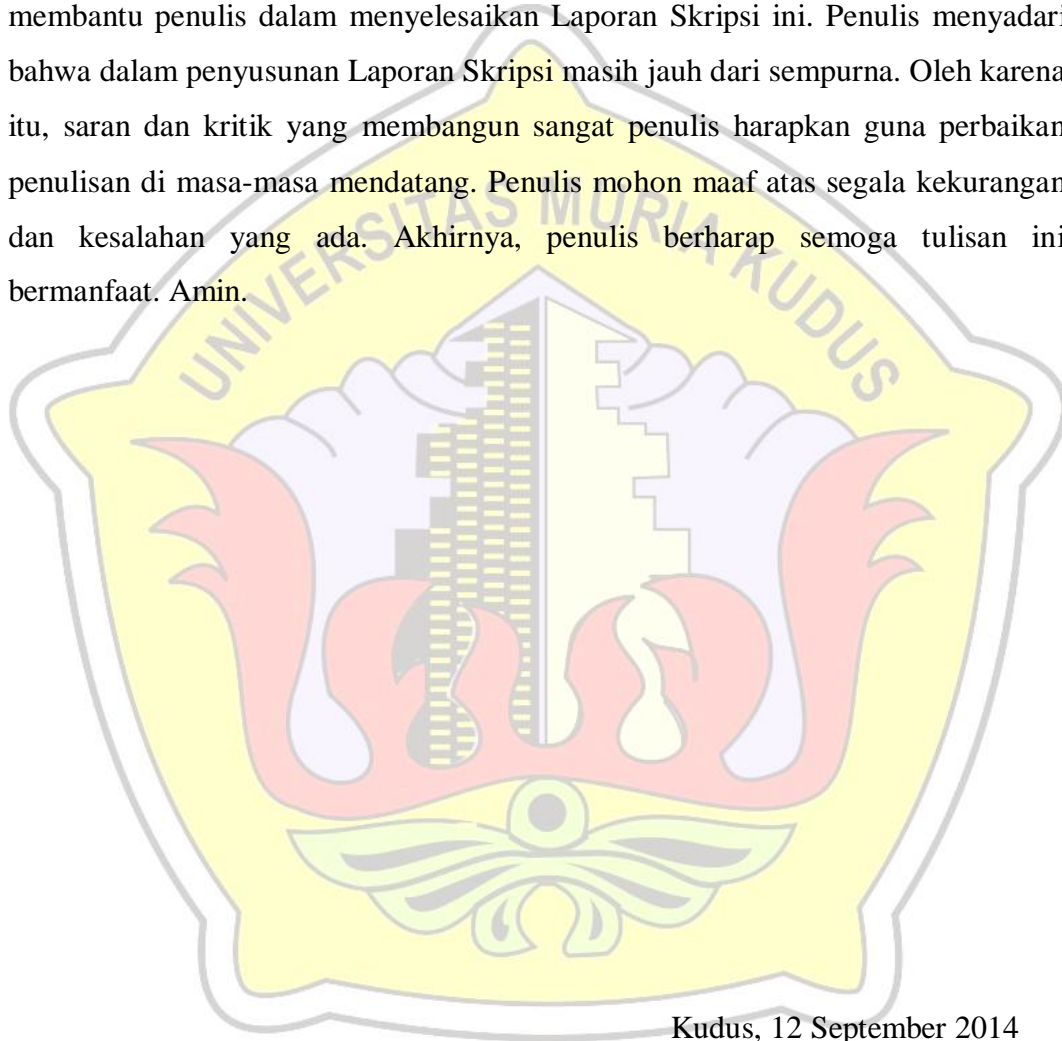 membantu penulis dalam menyelesaikan Laporan Skripsi ini. Penulis menyadari
bahwa dalam penyusunan Laporan Skripsi masih jauh dari sempurna. Oleh karena
itu, saran dan kritik yang membangun sangat penulis harapkan guna perbaikan
penulisan di masa-masa mendatang. Penulis mohon maaf atas segala kekurangan
dan kesalahan yang ada. Akhirnya, penulis berharap semoga tulisan ini
bermanfaat. Amin.
UNIVERSITAS MURIA KUDUS
Kudus, 12 September 2014